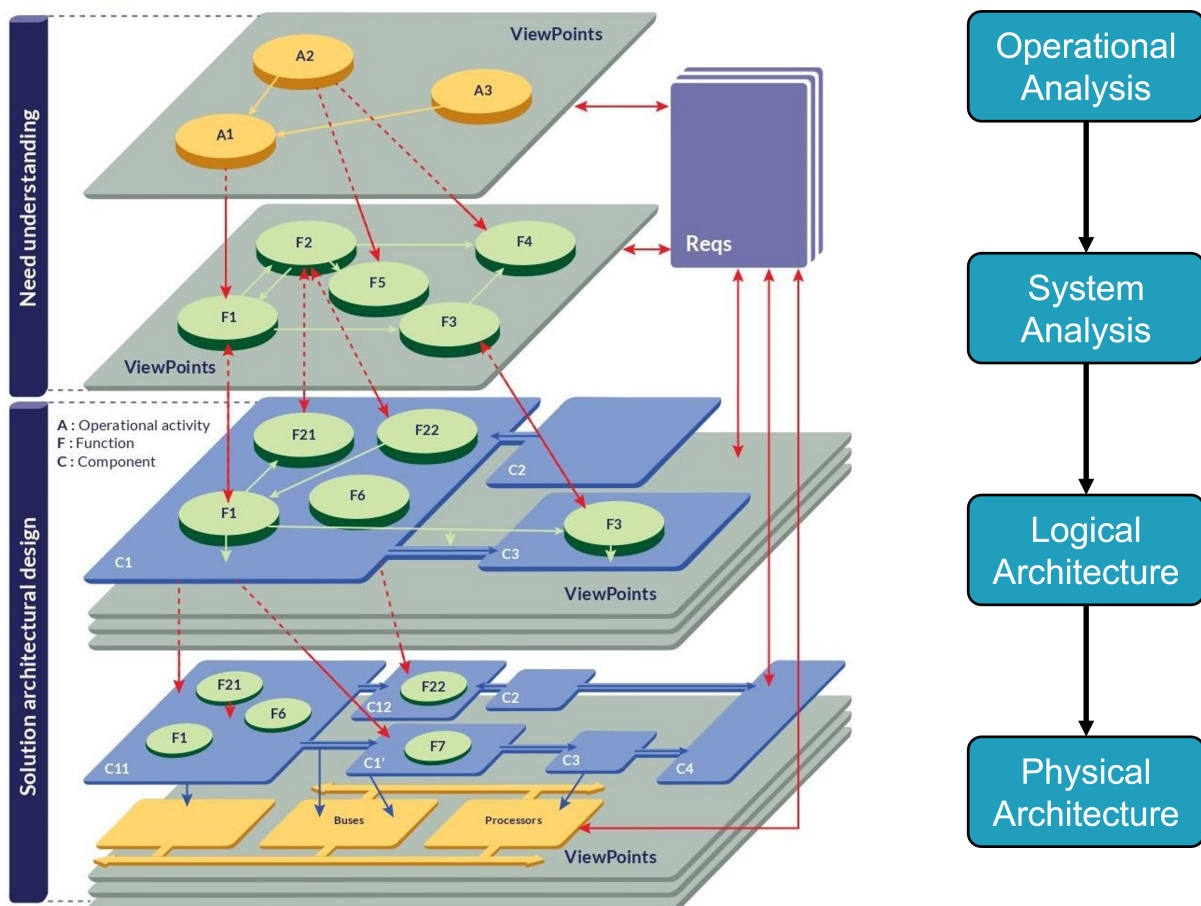 Need understanding
ViewPoints
A2
A3
A1
F2
F4
F5
F1
F3
ViewPoints
Reqs
Solution architectural design
A : Operational activity
F : Function
C : Component
F21
F22
F6
F1
C1
C2
F3
C3
ViewPoints
F21
F6
F1
C11
F22
C12
C2
F7
C1'
C3
C4
Buses
Processors
ViewPoints
Operational
Analysis
System
Analysis
Logical
Architecture
Physical
Architecture